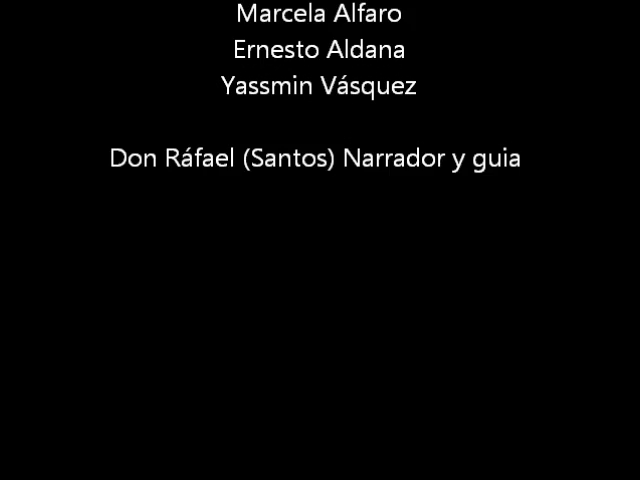 Marcela Alfaro
Ernesto Aldana
Yassmin Vásquez
Don Ráfael (Santos) Narrador y guia